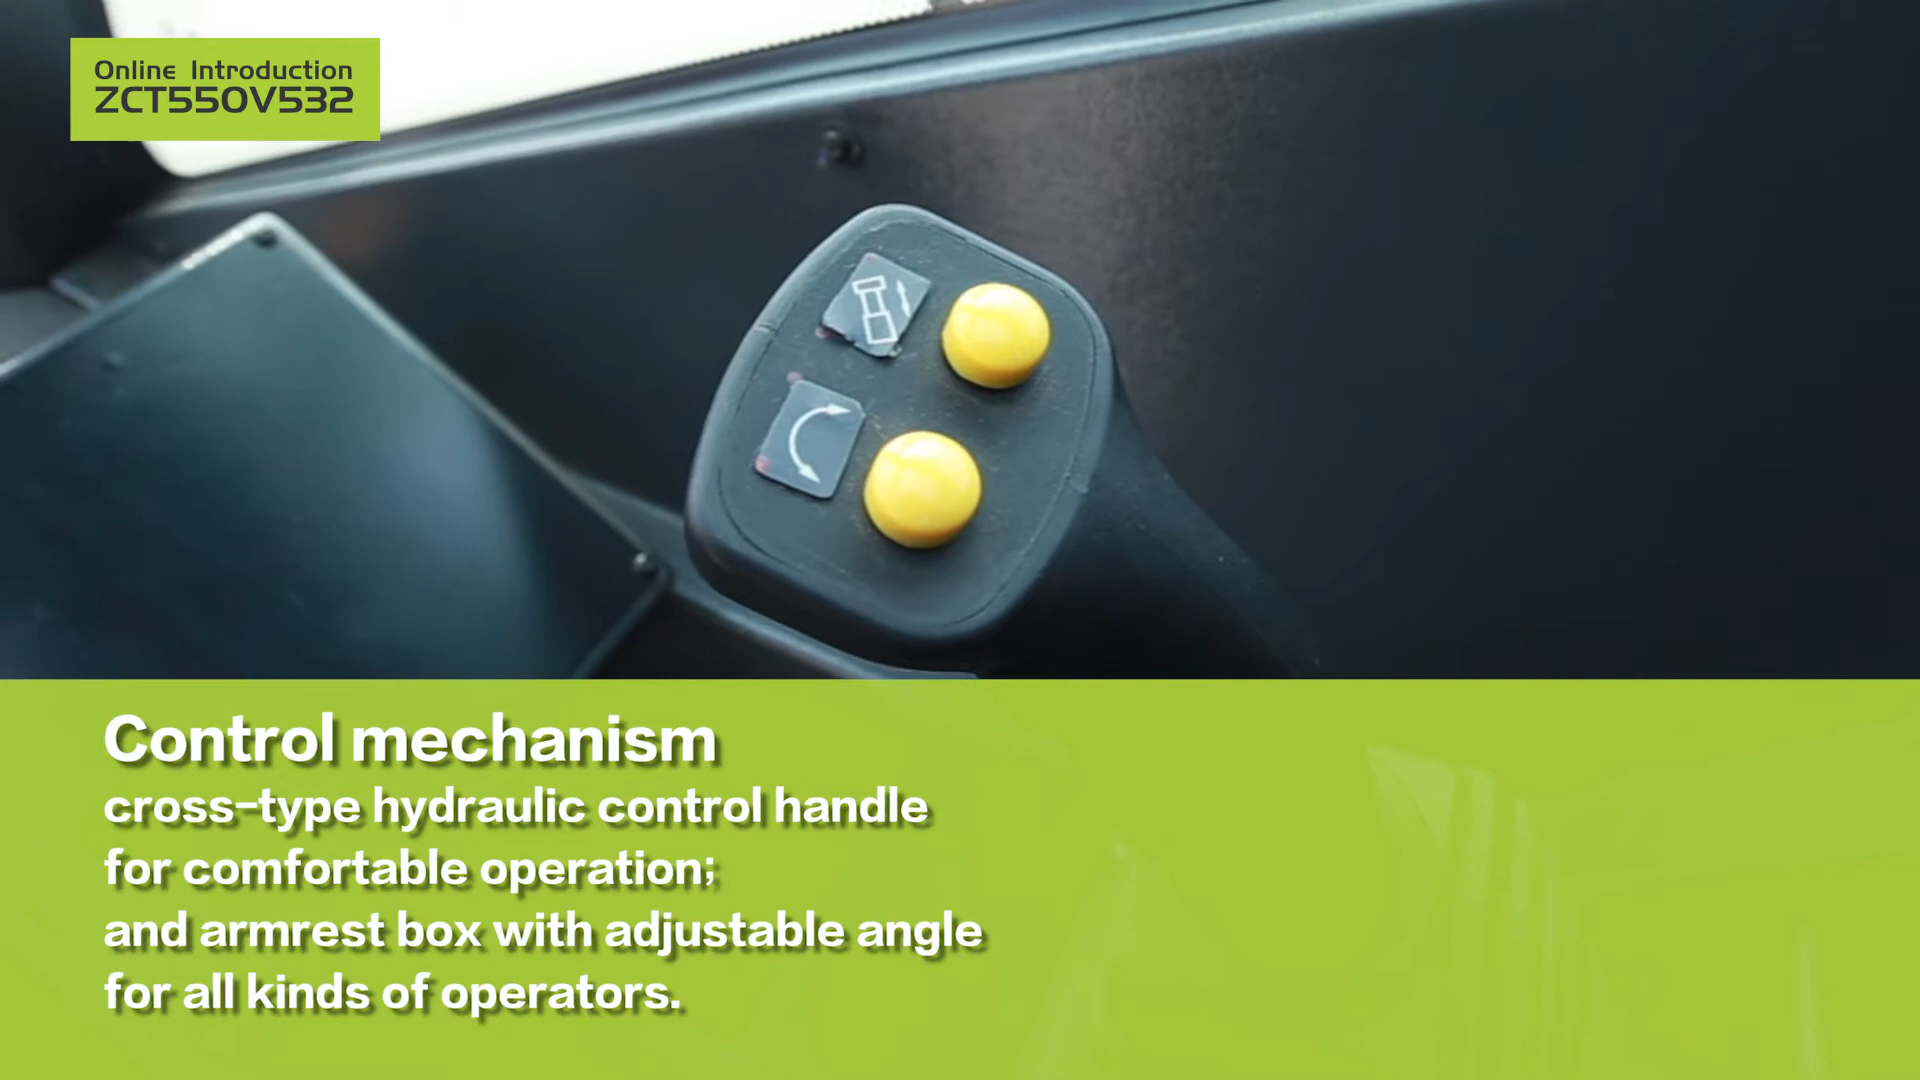 Online Introduction
ZCT550V532
Control mechanism
cross-type hydraulic control handle
for comfortable operation;
and armrest box with adjustable angle
for all kinds of operators.